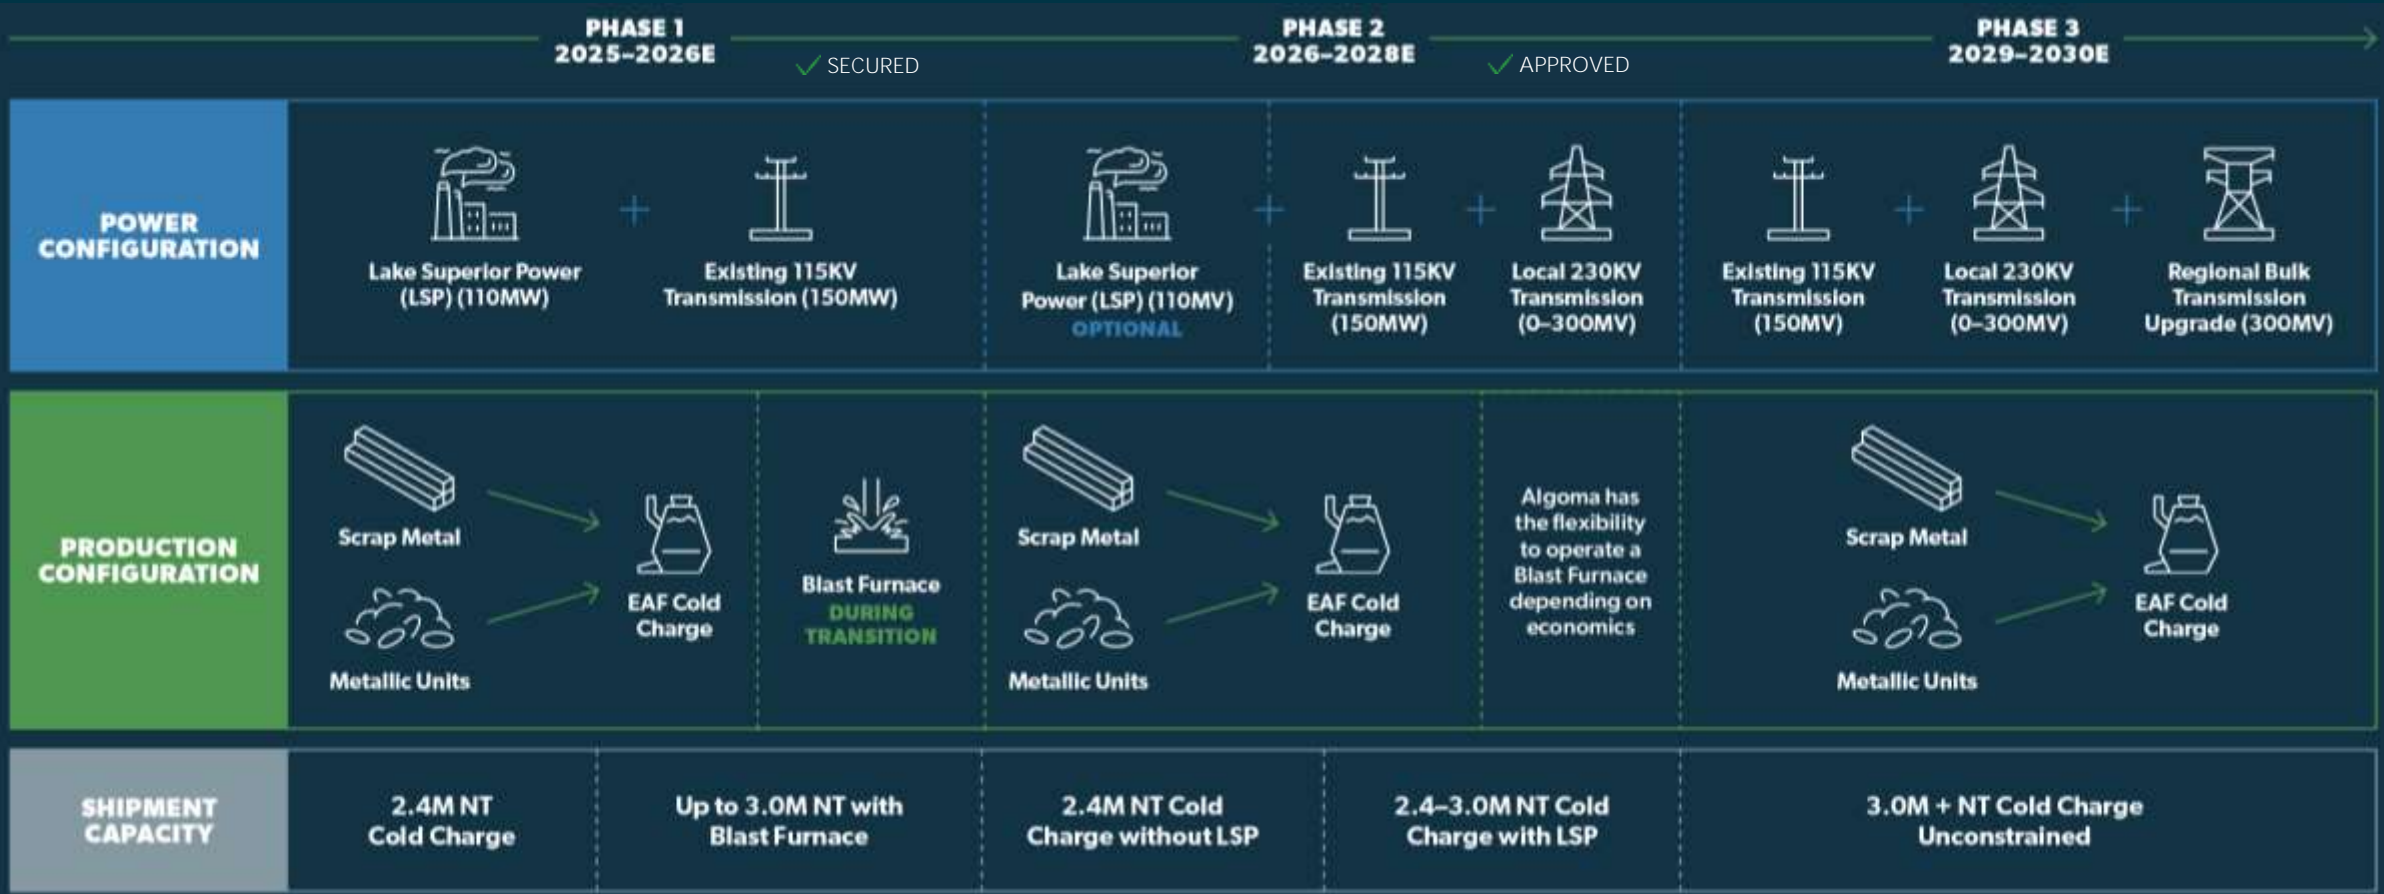 PHASE 1
2025–2026E
SECURED
PHASE 2
2026–2028E
APPROVED
PHASE 3
2029–2030E
POWER
CONFIGURATION
Lake Superior Power
(LSP) (110MW)
+
Existing 115KV
Transmission (150MW)
Lake Superior
Power (LSP) (110MV)
OPTIONAL
+
Existing 115KV
Transmission
(150MW)
+
Local 230KV
Transmission
(0–300MV)
Existing 115KV
Transmission
(150MV)
+
Local 230KV
Transmission
(0–300MV)
+
Regional Bulk
Transmission
Upgrade (300MV)
PRODUCTION
CONFIGURATION
Scrap Metal
Metallic Units
EAF Cold
Charge
Blast Furnace
DURING
TRANSITION
Scrap Metal
Metallic Units
EAF Cold
Charge
Algoma has
the flexibility
to operate a
Blast Furnace
depending on
economics
Scrap Metal
Metallic Units
EAF Cold
Charge
SHIPMENT
CAPACITY
2.4M NT
Cold Charge
Up to 3.0M NT with
Blast Furnace
2.4M NT Cold
Charge without LSP
2.4–3.0M NT Cold
Charge with LSP
3.0M + NT Cold Charge
Unconstrained